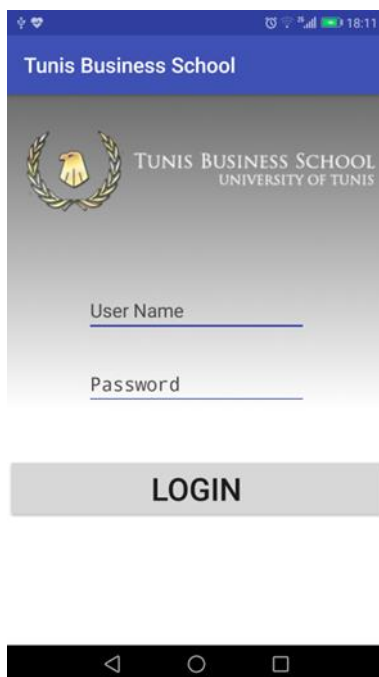 18:11
Tunis Business School
TUNIS BUSINESS SCHOOL
UNIVERSITY OF TUNIS
User Name
Password
LOGIN